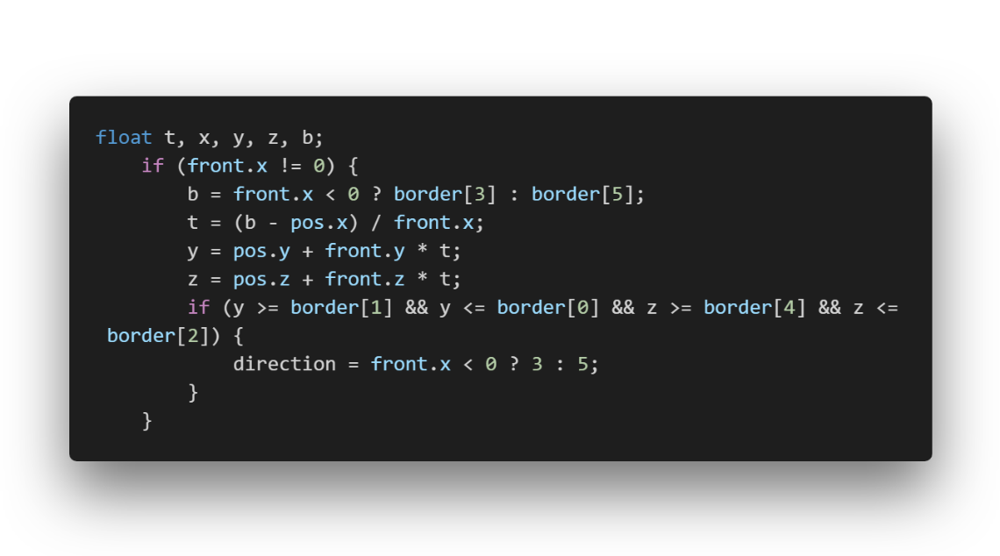 float t, x, y, z, b;
    if (front.x != 0) {
        b = front.x < 0 ? border[3] : border[5];
        t = (b - pos.x) / front.x;
        y = pos.y + front.y * t;
        z = pos.z + front.z * t;
        if (y >= border[1] && y <= border[0] && z >= border[4] && z <=
 border[2]) {
            direction = front.x < 0 ? 3 : 5;
        }
    }